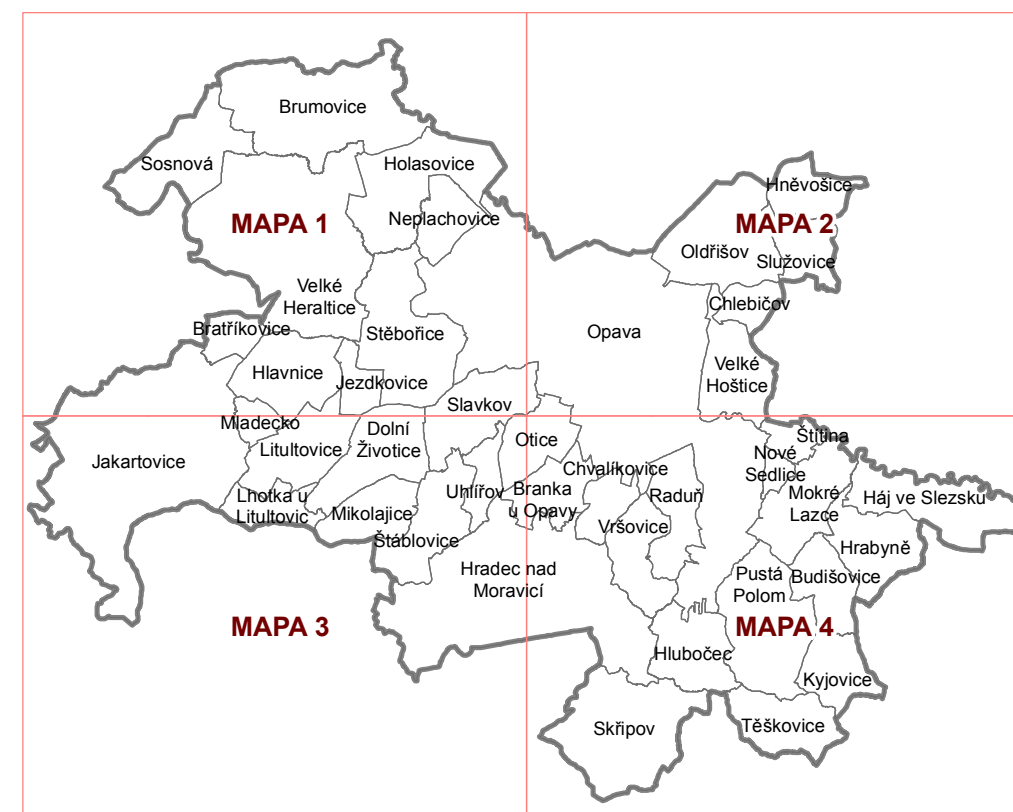 Brumovice
Sosnová
Holasovice
Hněvošice
Neplachovice
MAPA 1
MAPA 2
Oldřišov
Služovice
Velké
Heraltice
Chlebičov
Bratříkovice
Stěbořice
Opava
Hlavnice
Jezdkovice
Velké
Hoštice
Slavkov
Mladecko
Dolní
Životice
Litultovice
Jakartovice
Otice
Štítina
Nové
Sedlice
Chvalíkovice
Lhotka u
Litultovic
Uhlířov
Branka
u Opavy
Raduň
Mokré
Lazce
Háj ve Slezsku
Mikolajice
Vršovice
Štáblovice
Hrabyně
Hradec nad
Moravicí
Pustá
Polom
Budišovice
MAPA 3
MAPA 4
Hlubočec
Kyjovice
Skřipov
Těškovice